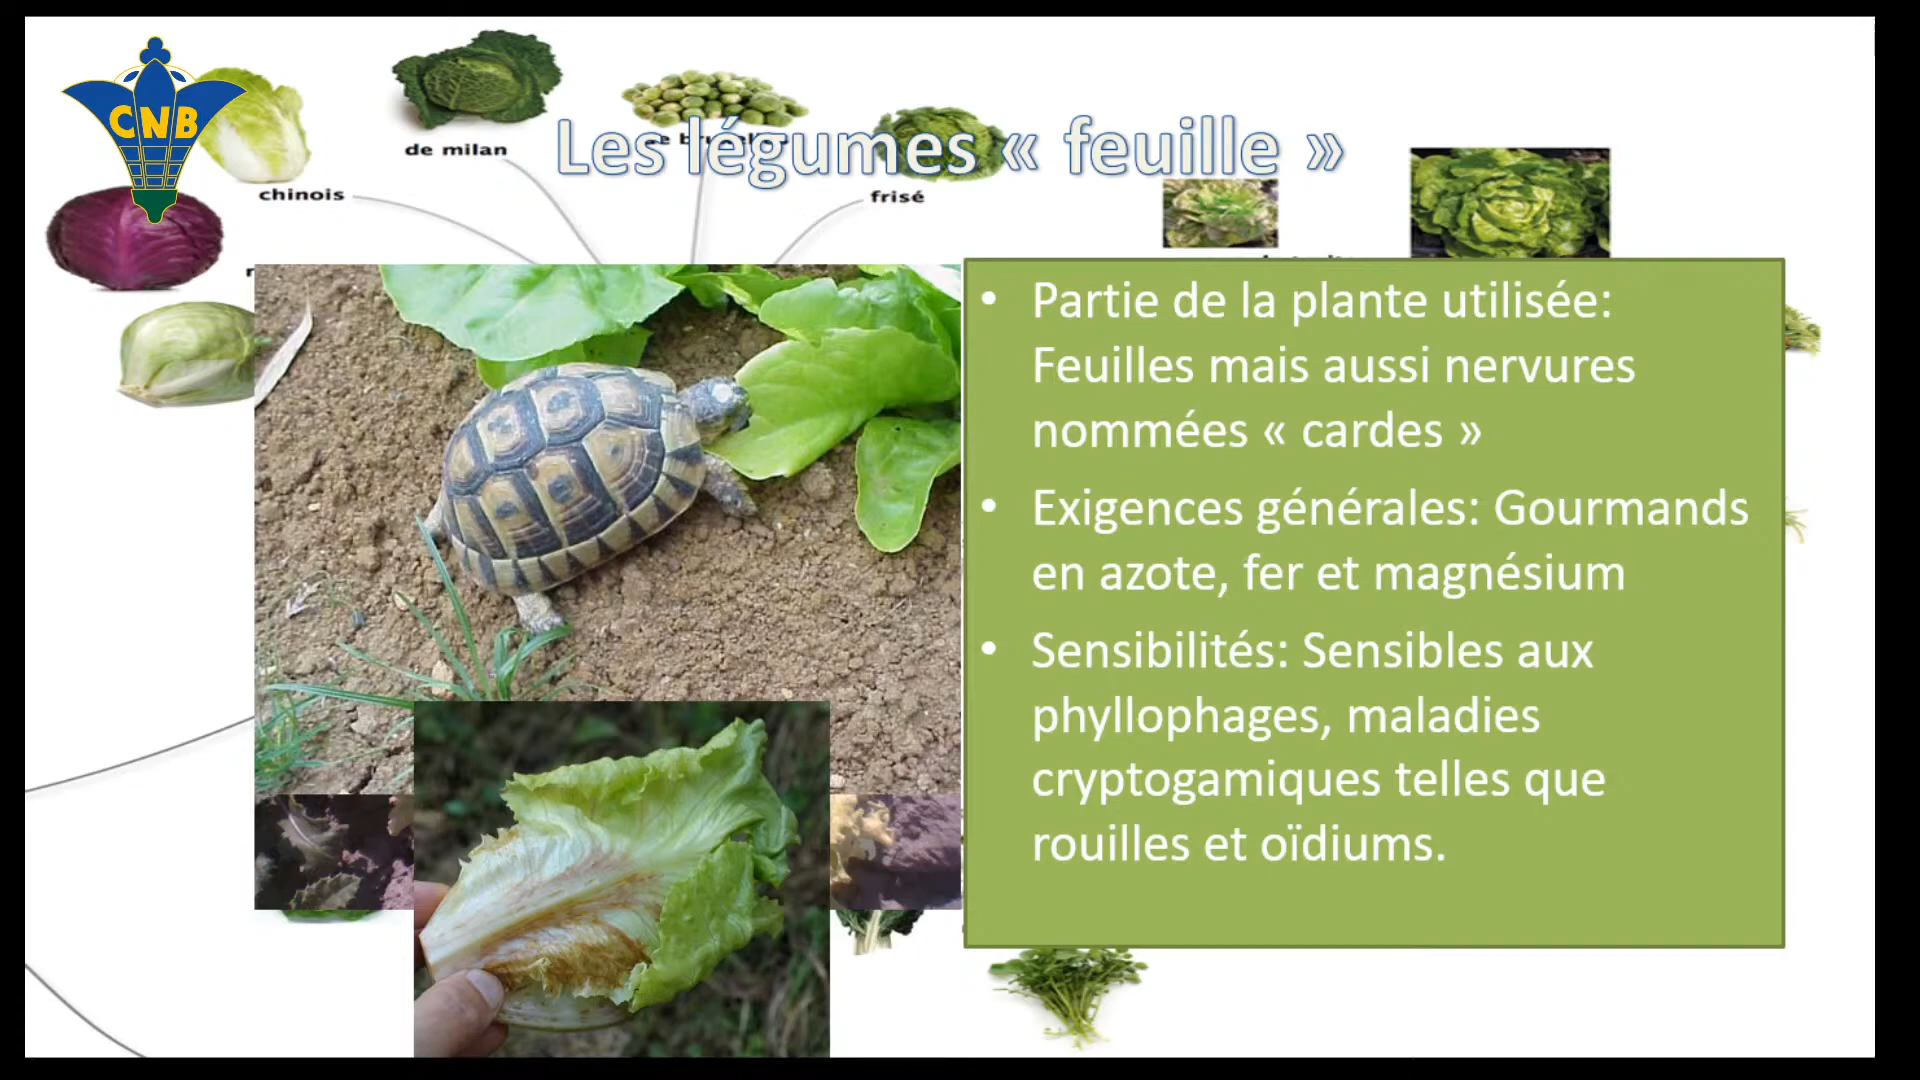 CNB
de milan
Les légumes « feuille »
chinois
frisé
• Partie de la plante utilisée:
Feuilles mais aussi nervures
nommées « cardes »
• Exigences générales: Gourmands
en azote, fer et magnésium
• Sensibilités: Sensibles aux
phyllophages, maladies
cryptogamiques telles que
rouilles et oïdiums.